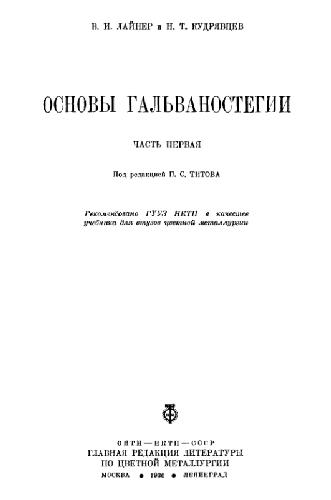 В. И. ЛАЙНЕР и Н. Т. КУДРЯВЦЕВ
ОСНОВЫ ГАЛЬВАНОСТЕГИИ
ЧАСТЬ ПЕРВАЯ
Под редакцией П. С. ТИТОВА
Рекомендовано ГУУЗ НКТП в качестве
учебника для втузов цветной металлургии
ОНТИ—НКТП—СССР
ГЛАВНАЯ РЕДАКЦИЯ ЛИТЕРАТУРЫ
ПО ЦВЕТНОЙ МЕТАЛЛУРГИИ
МОСКВА 1936 ЛЕНИНГРАД